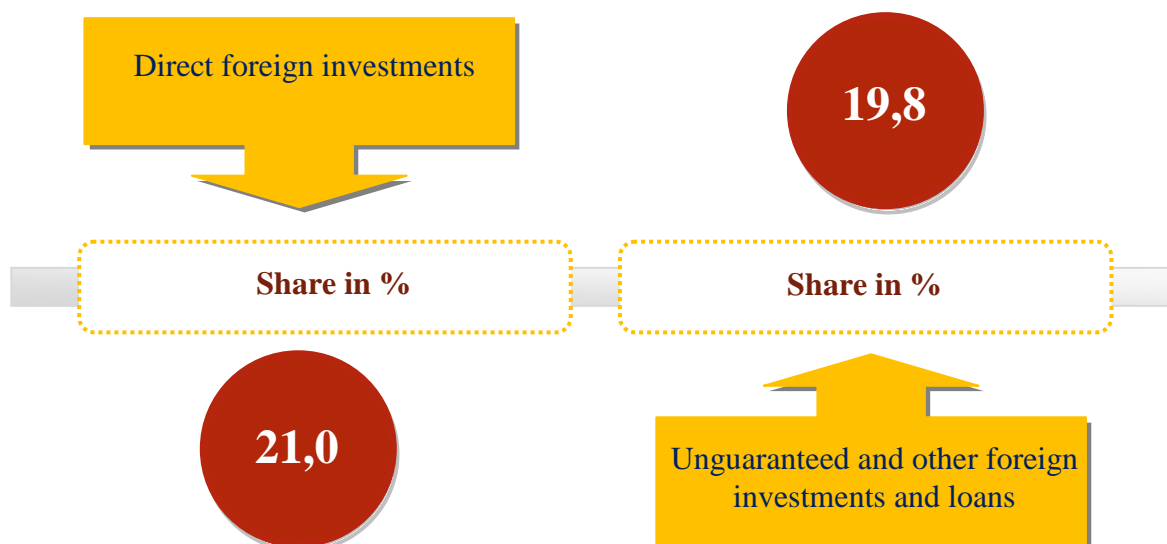 Direct foreign investments
19,8
Share in %
Share in %
21,0
Unguaranteed and other foreign
investments and loans